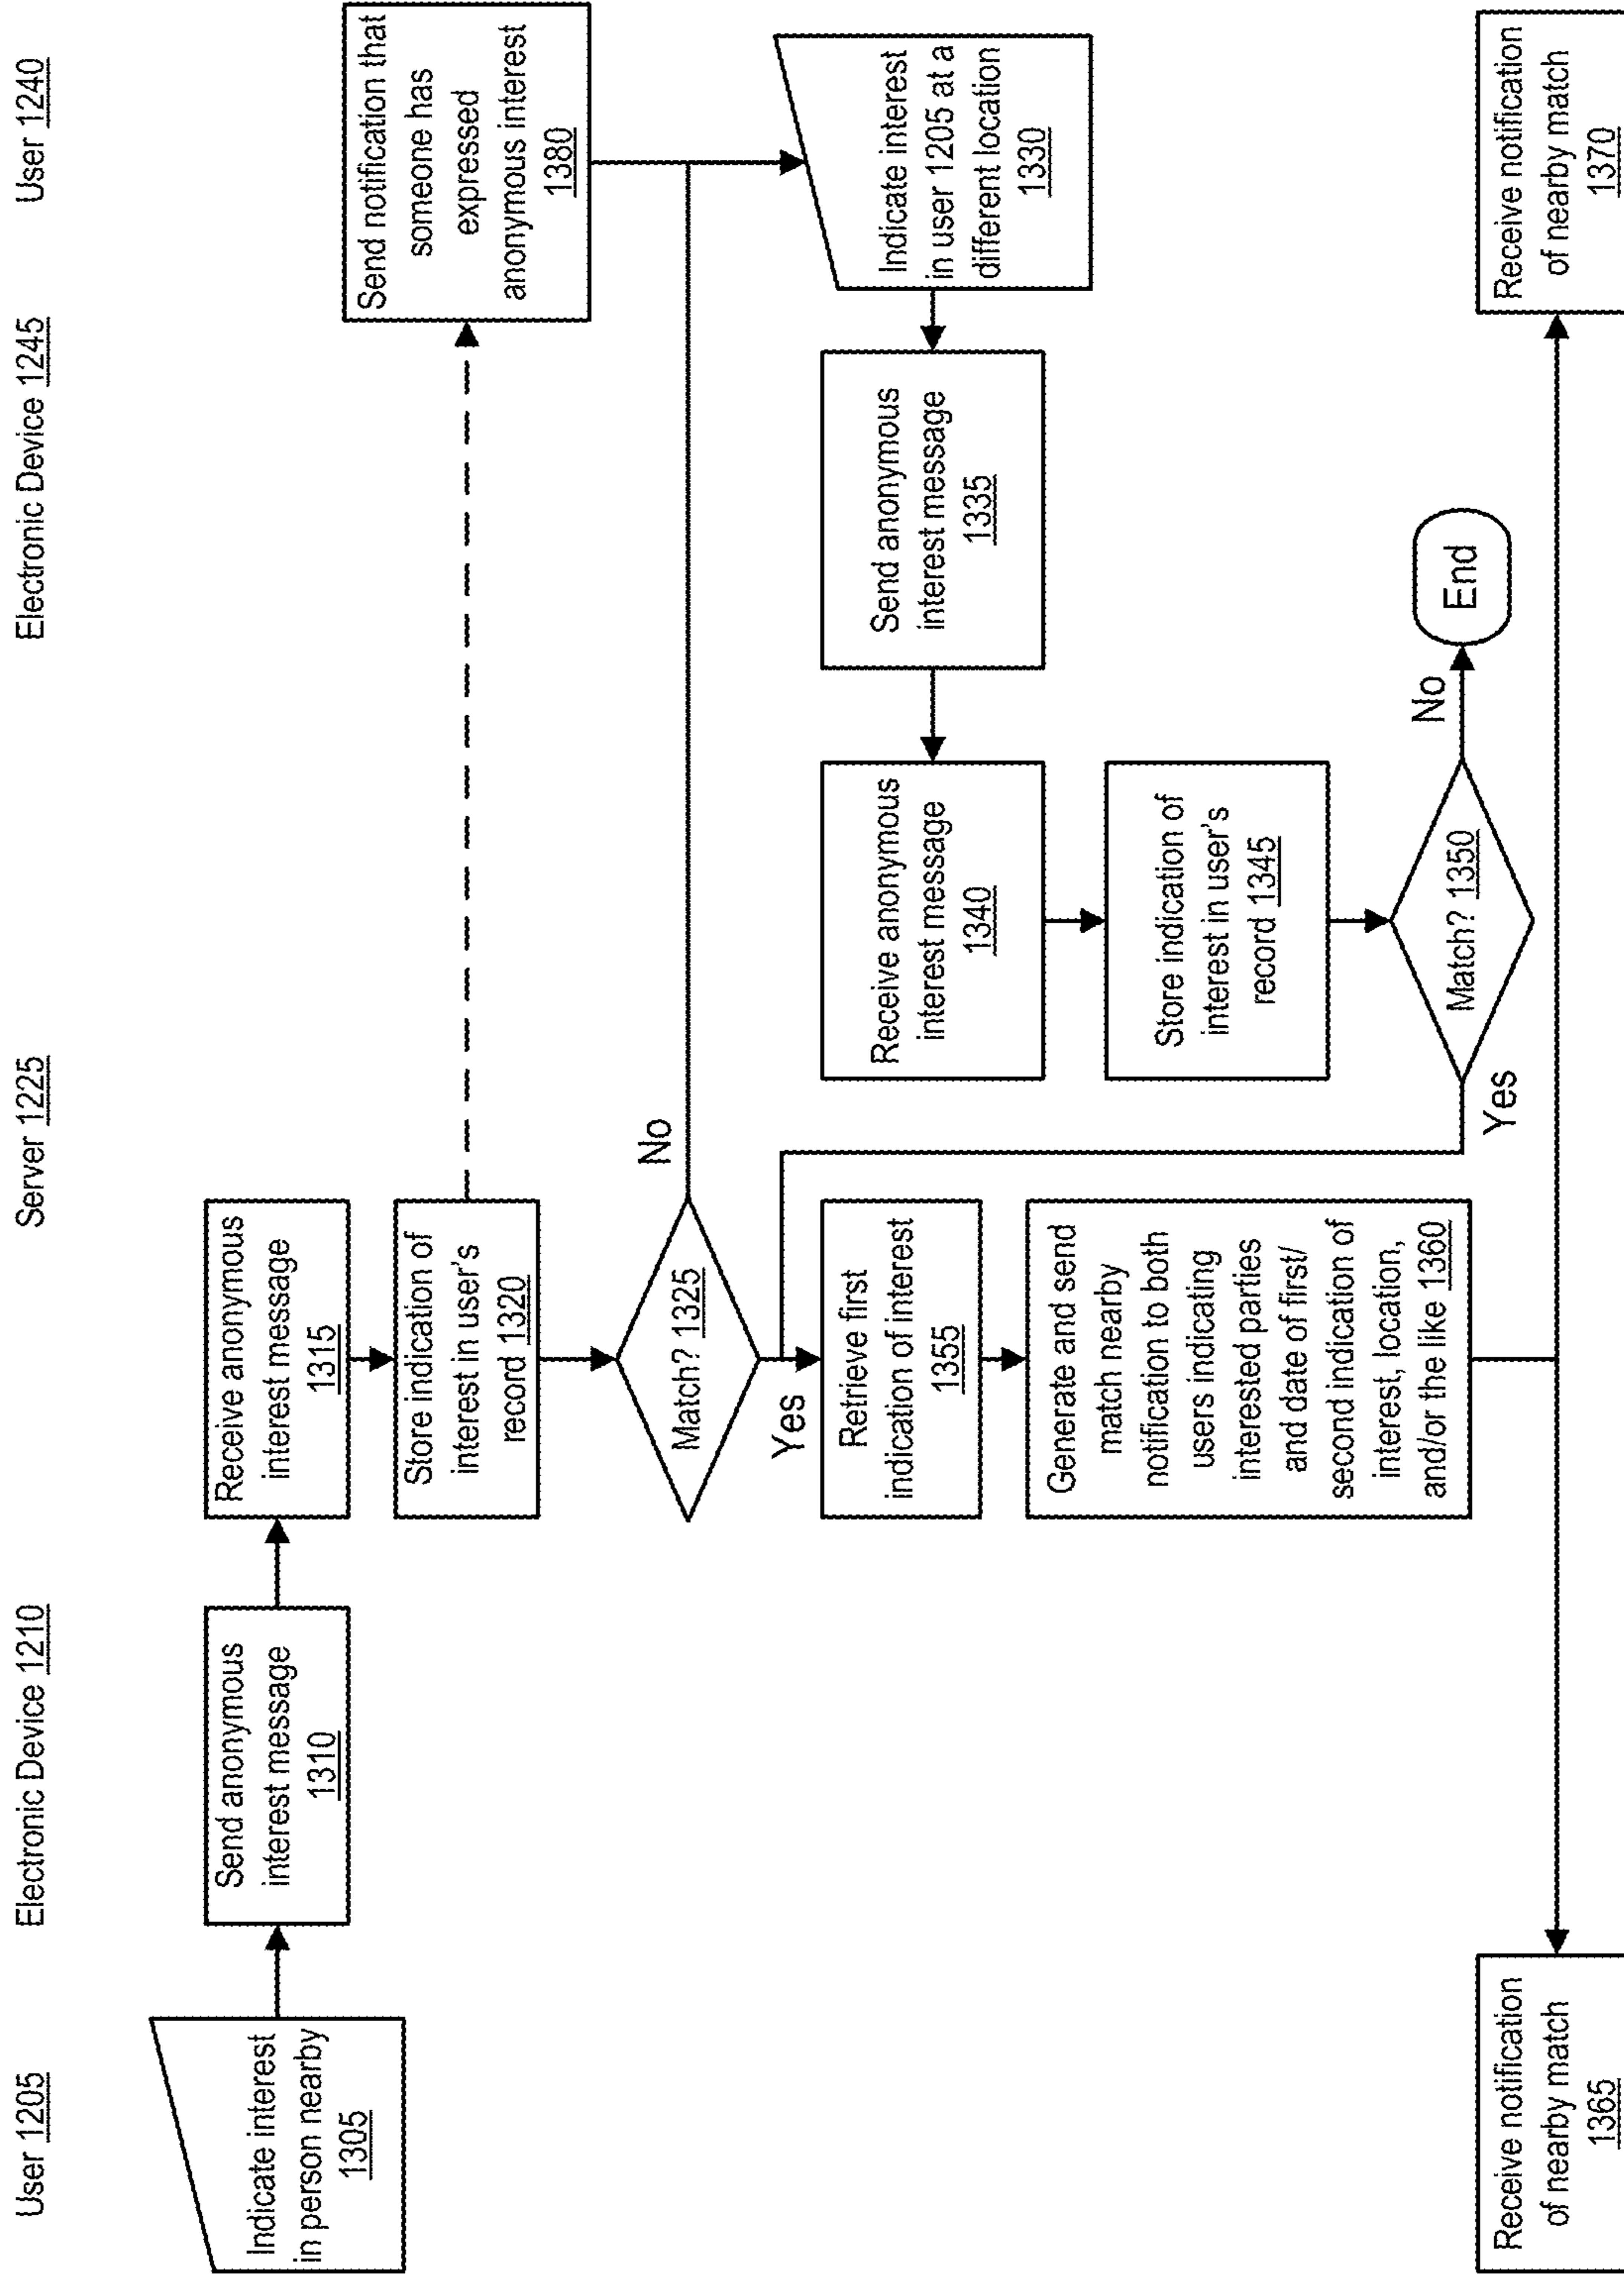 User 1205
Electronic Device 1210
Server 1225
Electronic Device 1245
User 1240
Indicate interest
in person nearby
1305
Send anonymous
interest message
1310
Receive anonymous
interest message
1315
Store indication of
interest in user's
record 1320
Send notification that
someone has
expressed
anonymous interest
1380
Match? 1325
No
Yes
Indicate interest
in user 1205 at a
different location
1330
Send anonymous
interest message
1335
Receive anonymous
interest message
1340
Store indication of
interest in user's
record 1345
Match? 1350
No
End
Yes
Retrieve first
indication of interest
1355
Generate and send
match nearby
notification to both
users indicating
interested parties
and date of first/
second indication of
interest, location,
and/or the like 1360
Receive notification
of nearby match
1365
Receive notification
of nearby match
1370